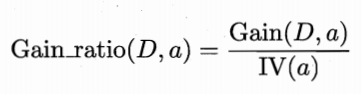 Gain_ratio(D, a) = Gain(D, a) / IV(a)